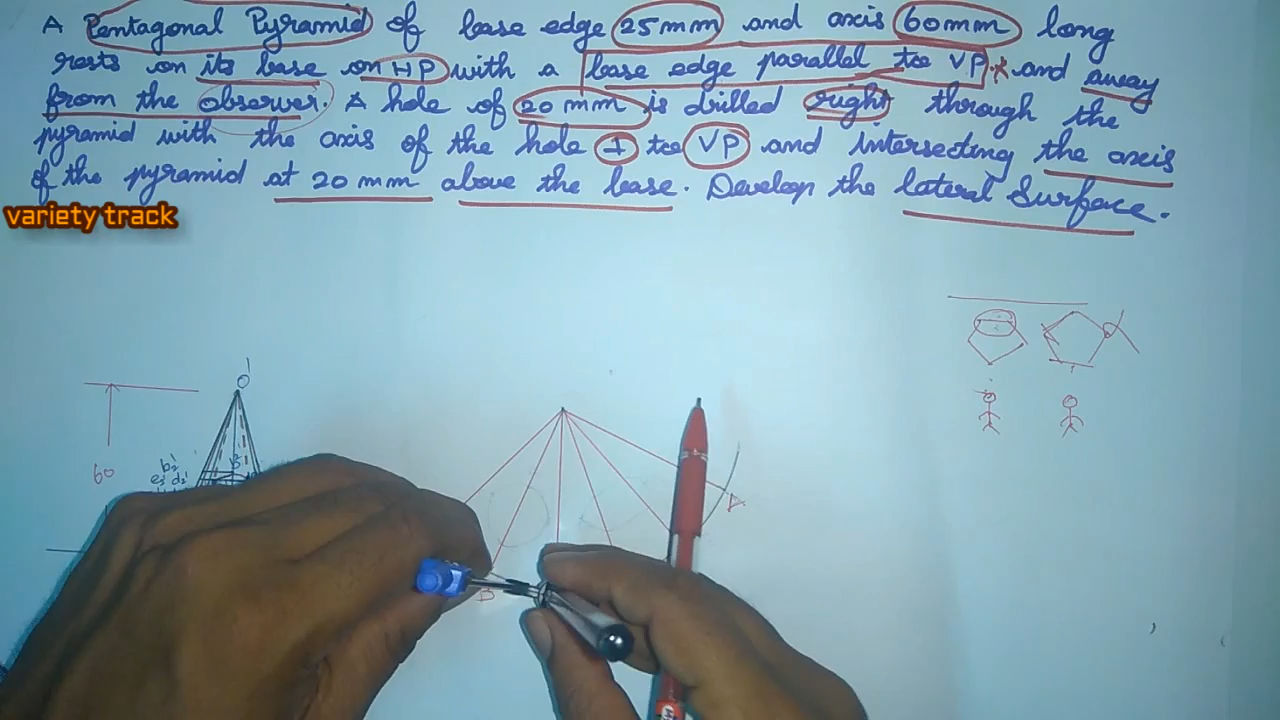 A Pentagonal Pyramid of base edge 25mm and axis 60mm long
rests on its base on HP with a base edge parallel to VP. and away
from the observer. A hole of 20 mm is drilled right through the
pyramid with the axis of the hole ⊥ to VP and intersecting the axis
of the pyramid at 20 mm above the base. Develop the lateral Surface.
variety track
O'
60
b2'
e2' d2'
A
B